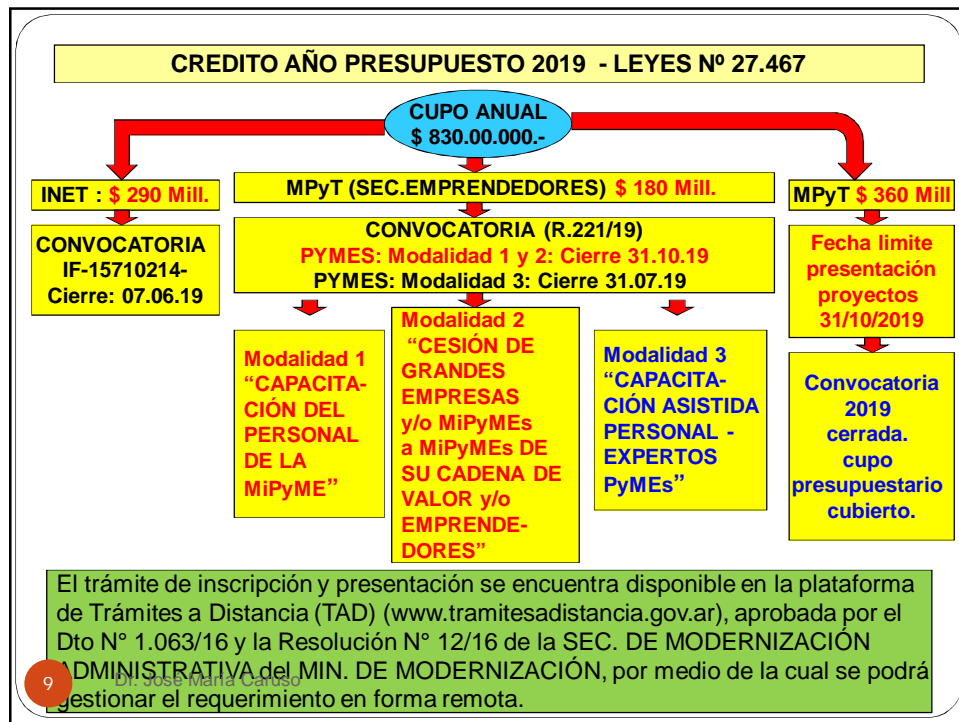 CREDITO AÑO PRESUPUESTO 2019 - LEYES Nº 27.467
CUPO ANUAL
$ 830.00.000.-
INET : $ 290 Mill.
CONVOCATORIA
IF-15710214-
Cierre: 07.06.19
MPyT (SEC.EMPRENDEDORES) $ 180 Mill.
CONVOCATORIA (R.221/19)
PYMES: Modalidad 1 y 2: Cierre 31.10.19
PYMES: Modalidad 3: Cierre 31.07.19
Modalidad 1
“CAPACITA-
CIÓN DEL
PERSONAL
DE LA
MiPyME”
Modalidad 2
“CESIÓN DE
GRANDES
EMPRESAS
y/o MiPyMEs
a MiPyMEs DE
SU CADENA DE
VALOR y/o
EMPRENDE-
DORES”
Modalidad 3
“CAPACITA-
CIÓN ASISTIDA
PERSONAL -
EXPERTOS
PyMEs”
MPyT $ 360 Mill
Fecha limite
presentación
proyectos
31/10/2019
Convocatoria
2019
cerrada.
cupo
presupuestario
cubierto.
El trámite de inscripción y presentación se encuentra disponible en la plataforma
de Trámites a Distancia (TAD) (www.tramitesadistancia.gov.ar), aprobada por el
Dto N° 1.063/16 y la Resolución N° 12/16 de la SEC. DE MODERNIZACIÓN
ADMINISTRATIVA del MIN. DE MODERNIZACIÓN, por medio de la cual se podrá
gestionar el requerimiento en forma remota.
9
Dr. José María Caruso